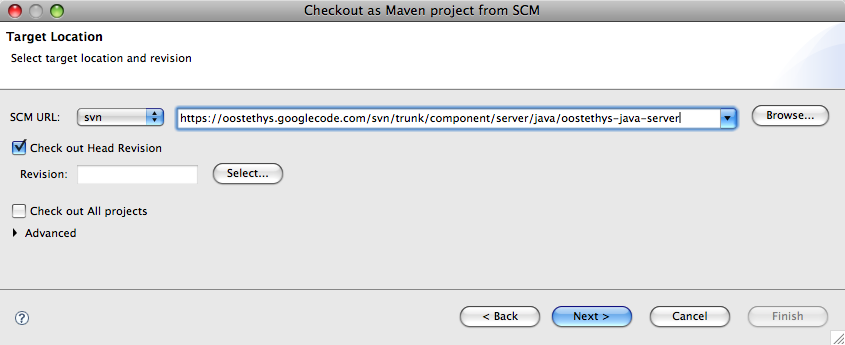 Checkout as Maven project from SCM
Target Location
Select target location and revision
SCM URL: svn https://oostethys.googlecode.com/svn/trunk/component/server/java/oostethys-java-server Browse...
Check out Head Revision
Revision: Select...
Check out All projects
Advanced
? < Back Next > Cancel Finish